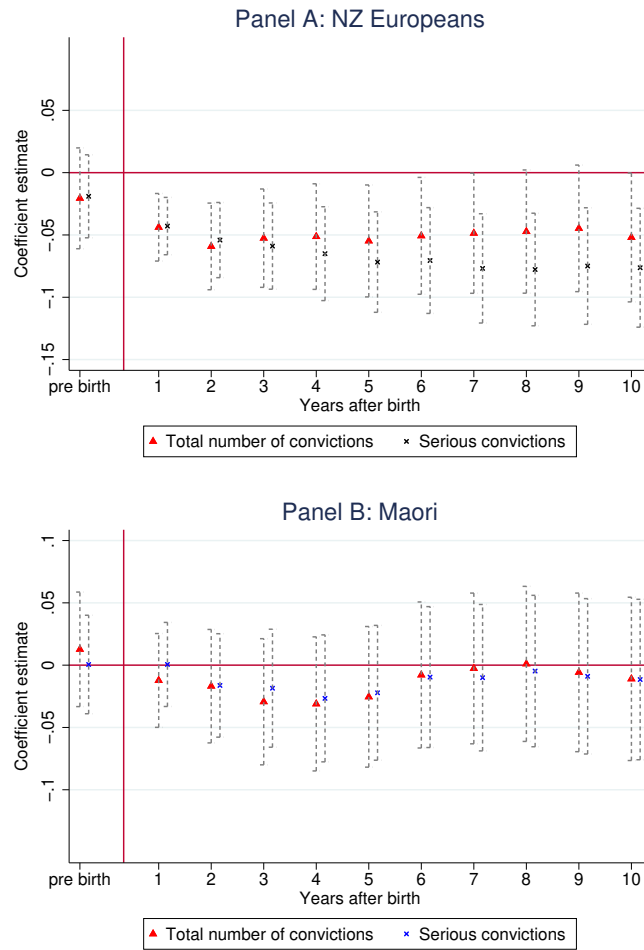 Panel A: NZ Europeans
Coefficient estimate
.05
0
-.05
-.1
-.15
pre birth 1 2 3 4 5 6 7 8 9 10
Years after birth
Total number of convictions Serious convictions
Panel B: Maori
Coefficient estimate
.1
.05
0
-.05
-.1
pre birth 1 2 3 4 5 6 7 8 9 10
Years after birth
Total number of convictions Serious convictions